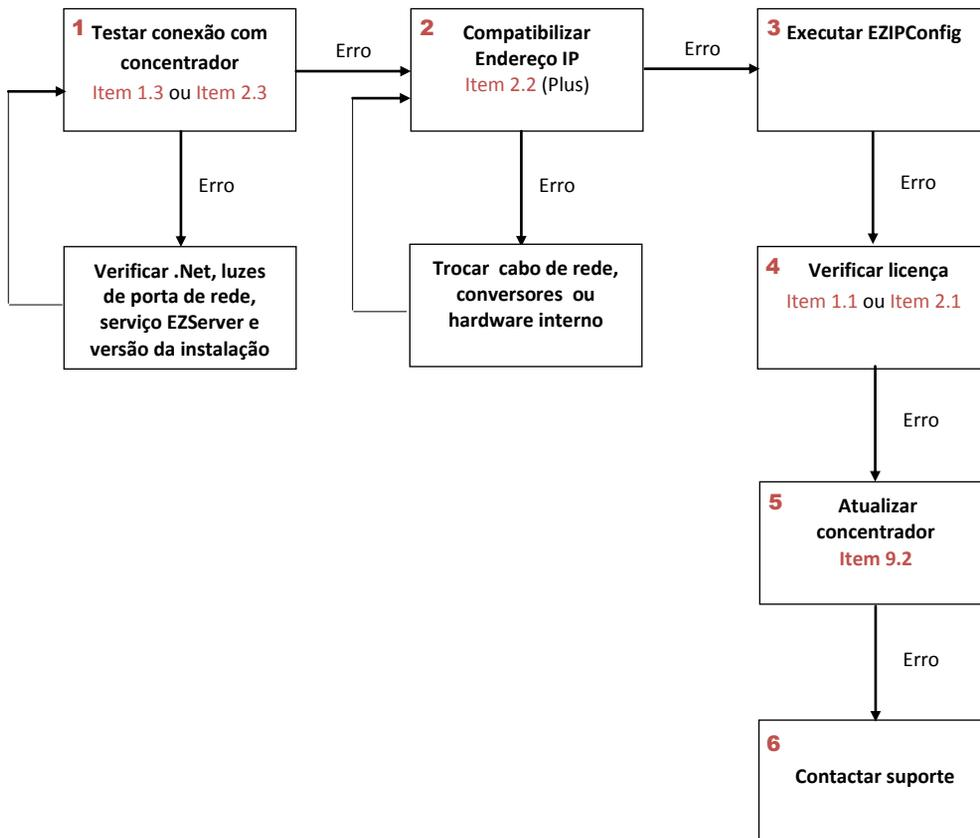 1 Testar conexão com
concentrador
Item 1.3 ou Item 2.3
Erro
2 Compatibilizar
Endereço IP
Item 2.2 (Plus)
Erro
3 Executar EZIPConfig
Erro
Erro
Erro
Verificar .Net, luzes
de porta de rede,
serviço EZServer e
versão da instalação
Trocar cabo de rede,
conversores ou
hardware interno
4 Verificar licença
Item 1.1 ou Item 2.1
Erro
5 Atualizar
concentrador
Item 9.2
Erro
6
Contactar suporte